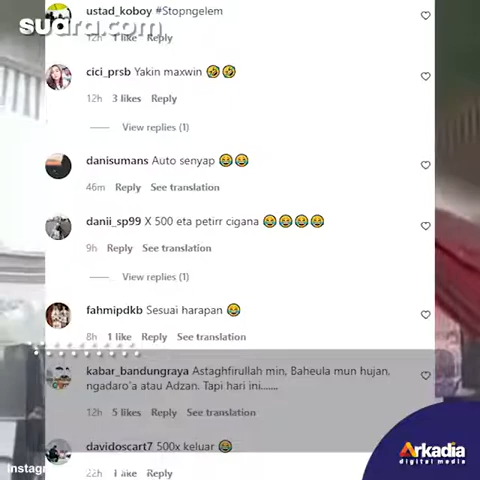 ustad_koboy #Stopngelem
suara.com
12h 1 like Reply
cici_prsb Yakin maxwin 🤣🤣
12h 3 likes Reply
View replies (1)
danisumans Auto senyap 😂😂
46m Reply See translation
danii_sp99 X 500 eta petirr cigana 😂😂😂😂
9h Reply See translation
View replies (1)
fahmipdkb Sesuai harapan 😂
8h 1 like Reply See translation
kabar_bandungraya Astaghfirullah min, Baheula mun hujan,
ngadaro'a atau Adzan. Tapi hari ini.......
12h 5 likes Reply See translation
davidoscart7 500x keluar 😂
22h 1 like Reply
Arkadia
digital media